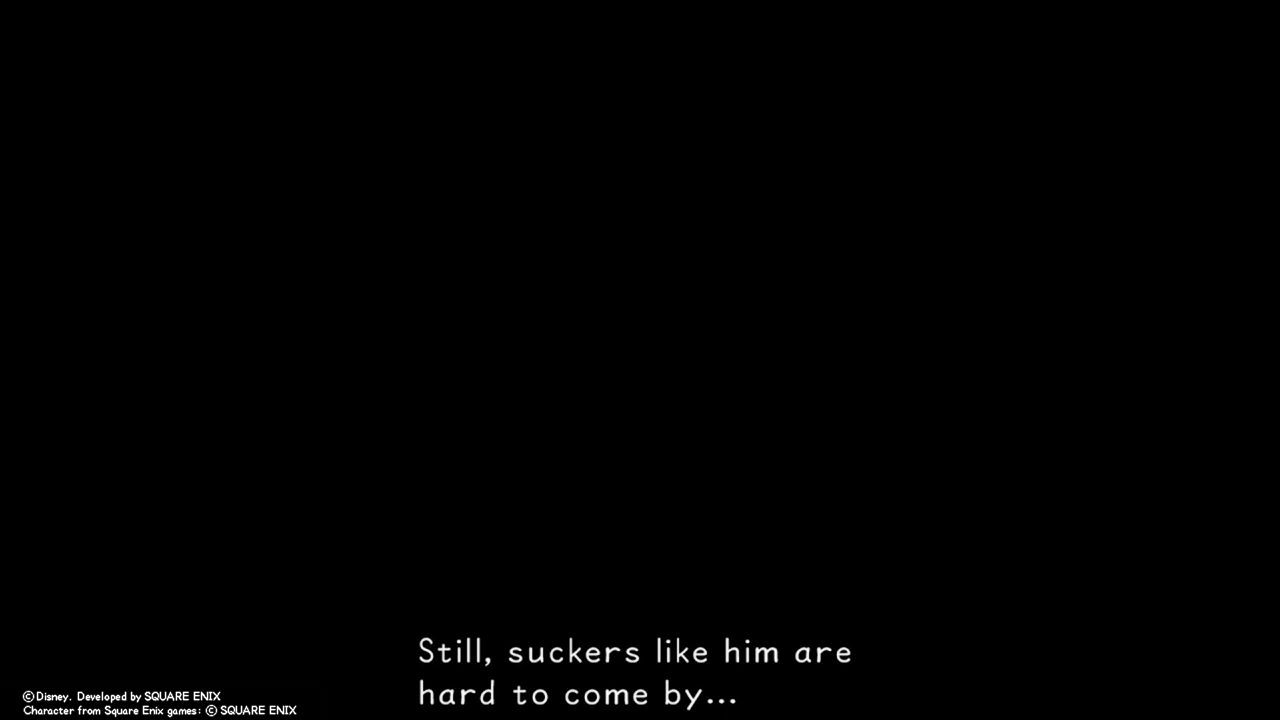 Still, suckers like him are
hard to come by...
©Disney. Developed by SQUARE ENIX
Character from Square Enix games: © SQUARE ENIX